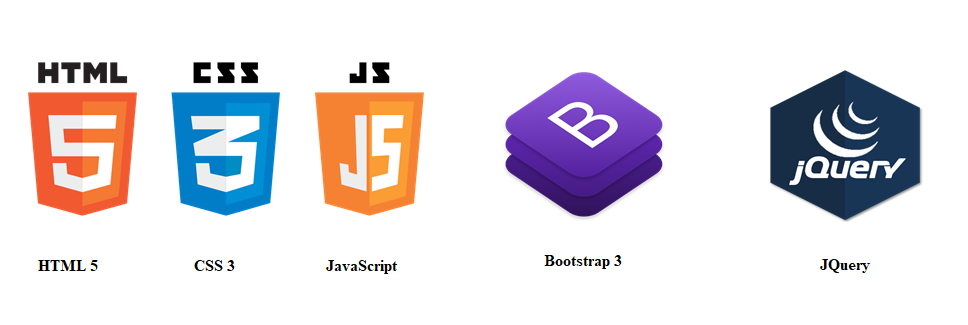 HTML CSS JS
5 3 JS B jQuery
HTML 5 CSS 3 JavaScript Bootstrap 3 JQuery